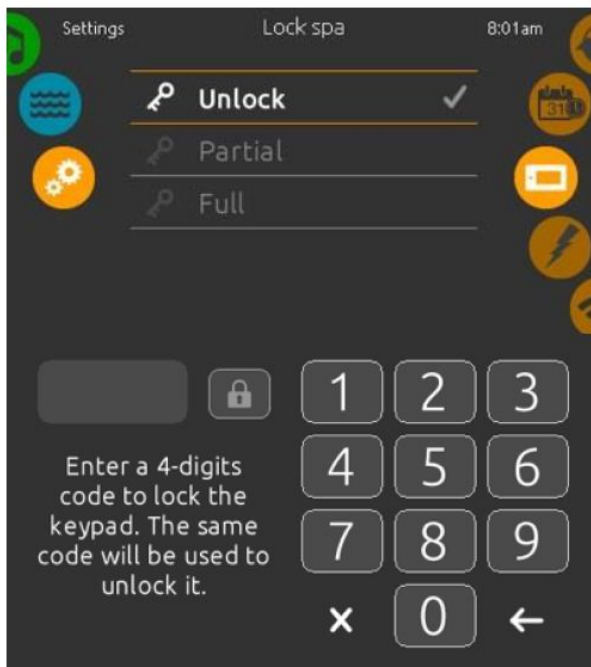 Settings Lock spa 8:01am
31
Unlock
Partial
Full
1 2 3
Enter a 4-digits
code to lock the
keypad. The same
code will be used to
unlock it.
4 5 6
7 8 9
0